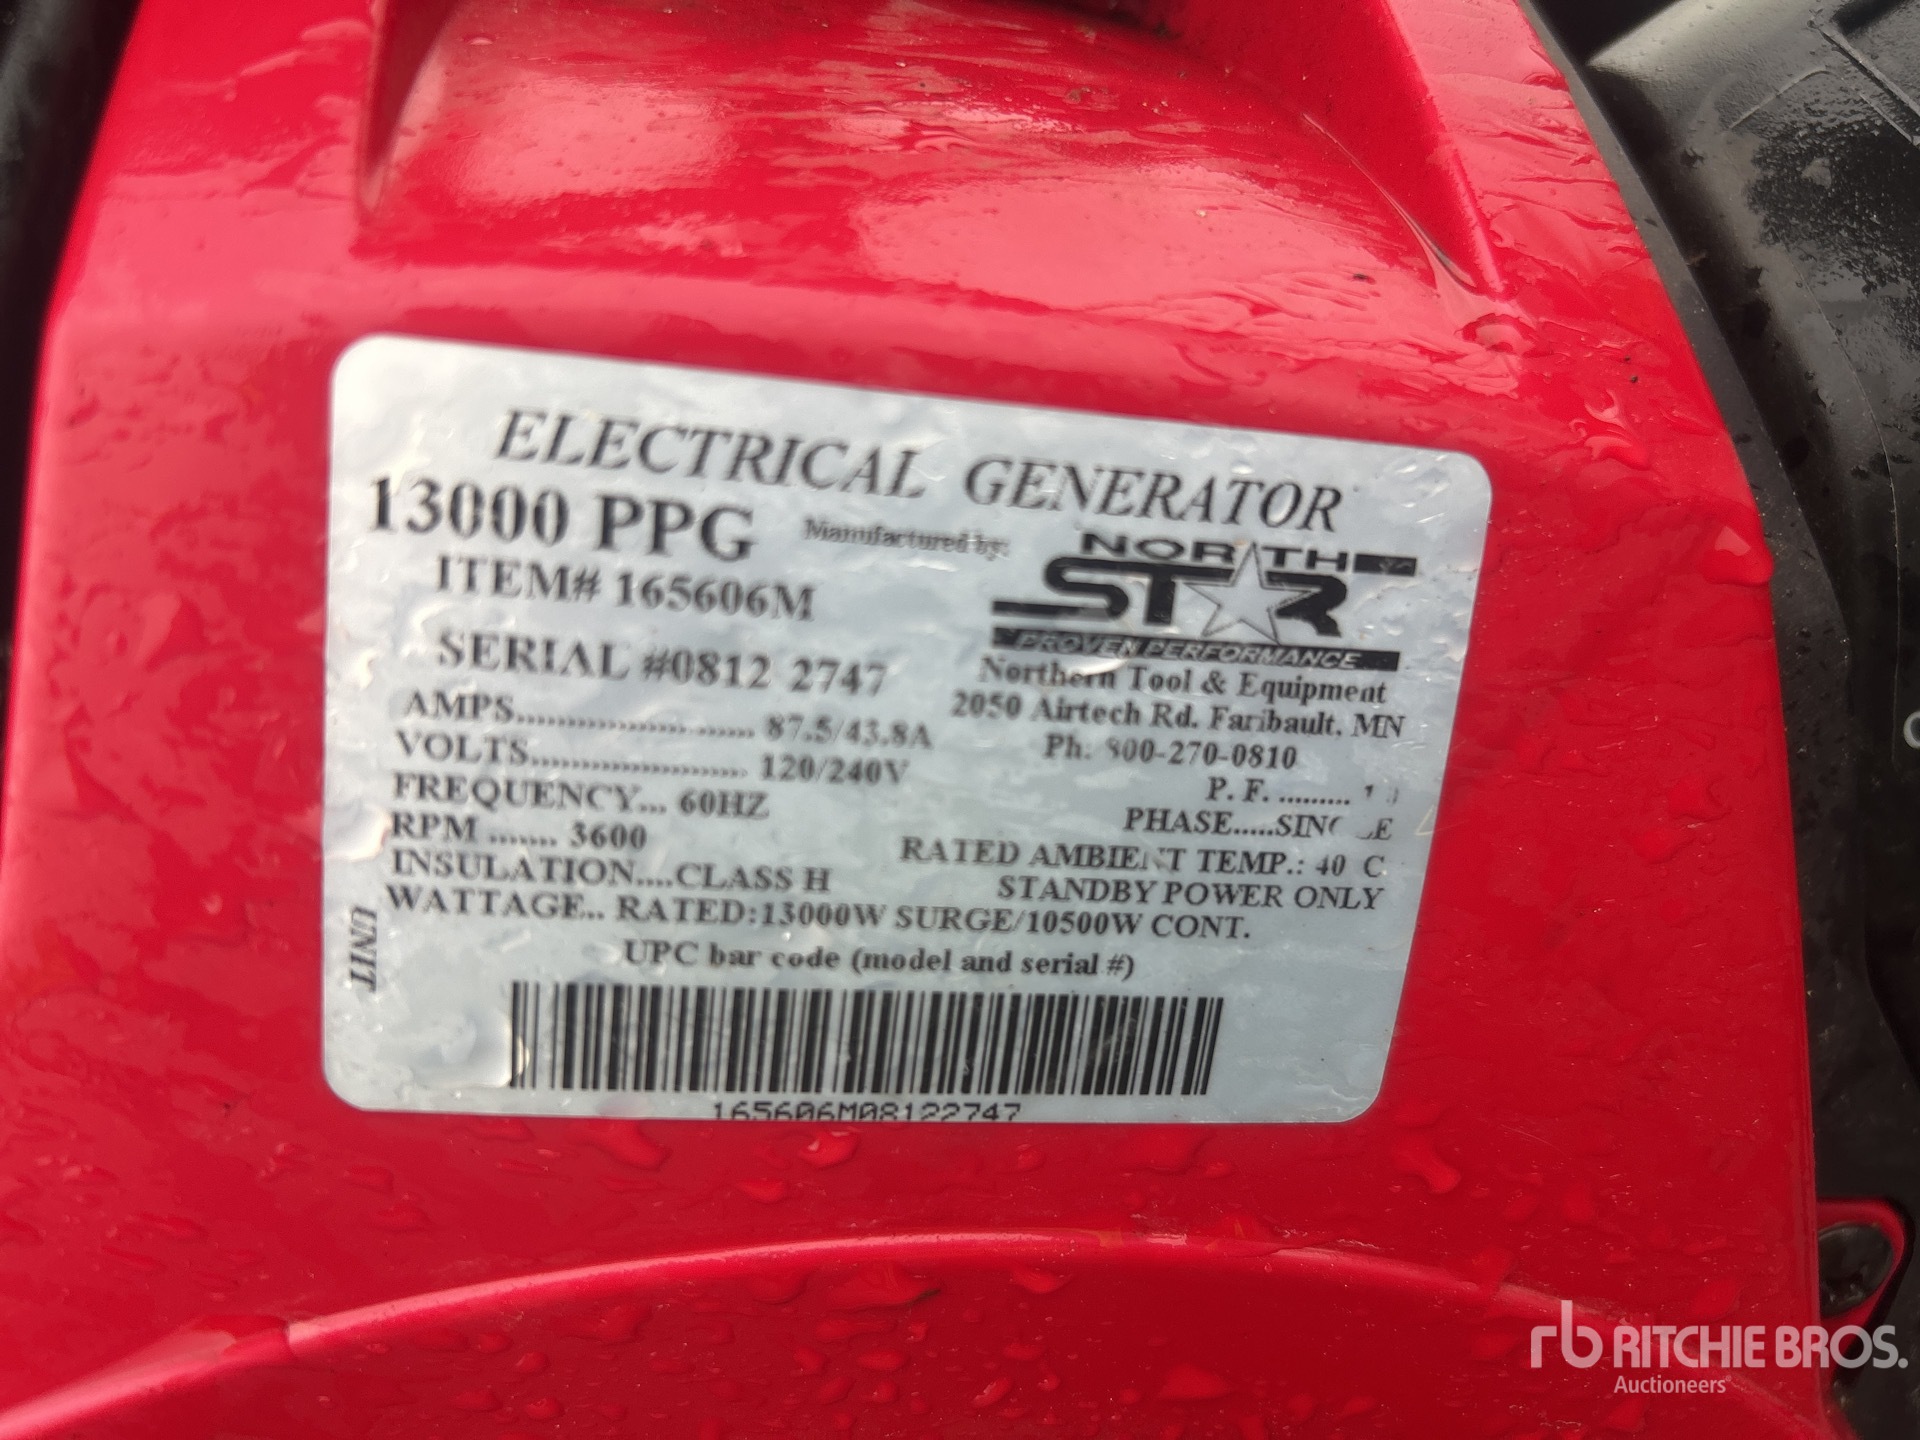 ELECTRICAL GENERATOR
13000 PPG
Manufactured by:
NORTH
STAR
PROVEN PERFORMANCE
ITEM# 165606M
SERIAL #0812 2747
Northern Tool & Equipment
2050 Airtech Rd. Faribault, MN
Ph: 800-270-0810
AMPS.......................... 87.5/43.8A
VOLTS........................ 120/240V
FREQUENCY... 60HZ
RPM ....... 3600
INSULATION....CLASS H
P. F. .........
PHASE.....SINGLE
RATED AMBIENT TEMP.: 40 C
STANDBY POWER ONLY
WATTAGE... RATED:13000W SURGE/10500W CONT.
UNIT
UPC bar code (model and serial #)
165606M08122747
rb RITCHIE BROS.
Auctioneers